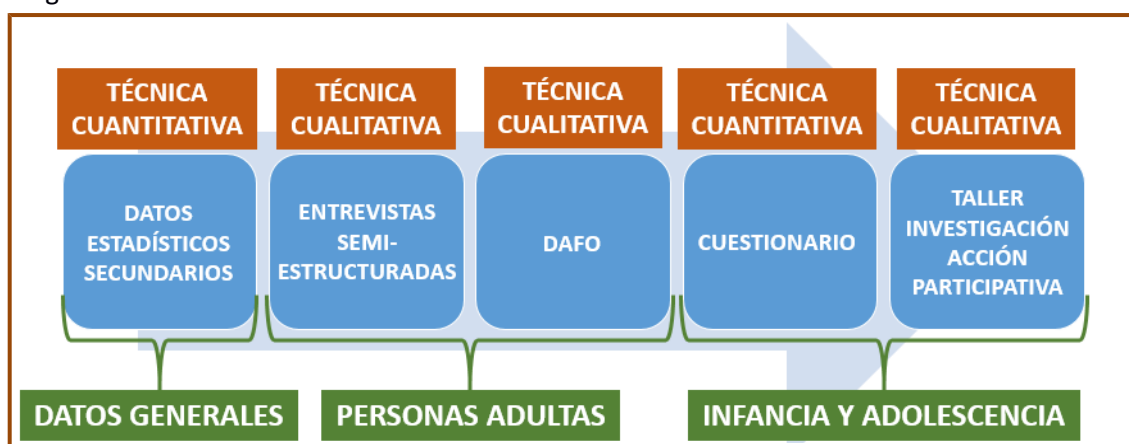 TÉCNICA
CUANTITATIVA
TÉCNICA
CUALITATIVA
TÉCNICA
CUALITATIVA
TÉCNICA
CUANTITATIVA
TÉCNICA
CUALITATIVA
DATOS
ESTADÍSTICOS
SECUNDARIOS
ENTREVISTAS
SEMI-
ESTRUCTURADAS
DAFO
CUESTIONARIO
TALLER
INVESTIGACIÓN
ACCIÓN
PARTICIPATIVA
DATOS GENERALES
PERSONAS ADULTAS
INFANCIA Y ADOLESCENCIA